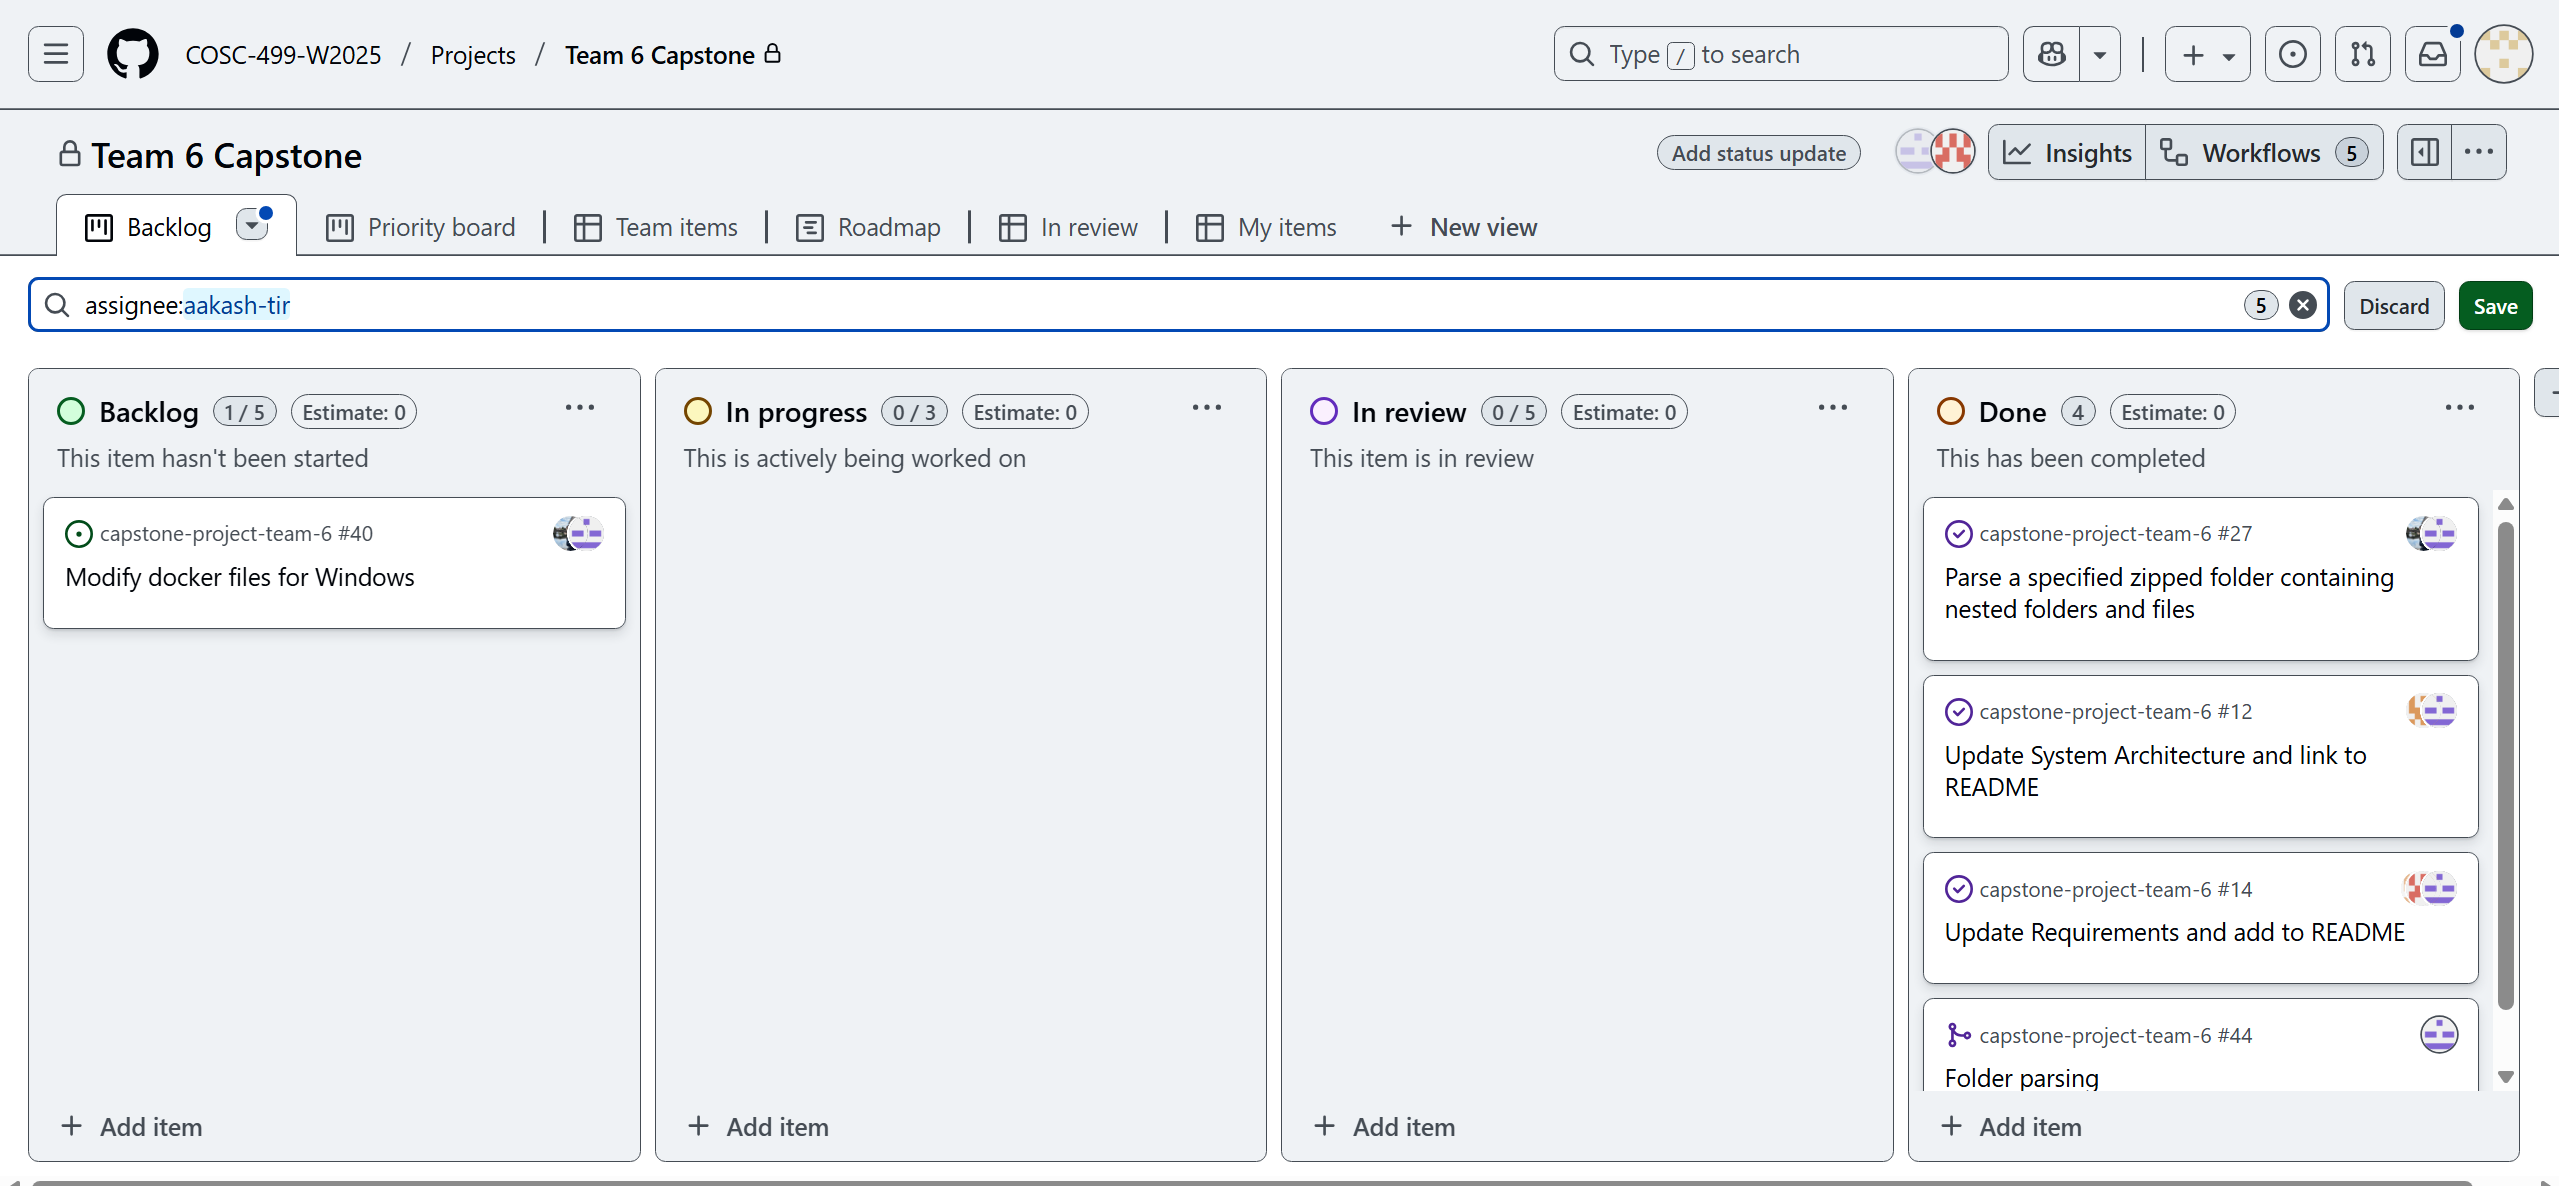 COSC-499-W2025 / Projects / Team 6 Capstone
Type / to search
Team 6 Capstone
Add status update
Insights
Workflows 5
Backlog
Priority board
Team items
Roadmap
In review
My items
New view
assignee:aakash-tir
5
Discard
Save
Backlog 1 / 5 Estimate: 0
This item hasn't been started
capstone-project-team-6 #40
Modify docker files for Windows
Add item
In progress 0 / 3 Estimate: 0
This is actively being worked on
Add item
In review 0 / 5 Estimate: 0
This item is in review
Add item
Done 4 Estimate: 0
This has been completed
capstone-project-team-6 #27
Parse a specified zipped folder containing
nested folders and files
capstone-project-team-6 #12
Update System Architecture and link to
README
capstone-project-team-6 #14
Update Requirements and add to README
capstone-project-team-6 #44
Folder parsing
Add item